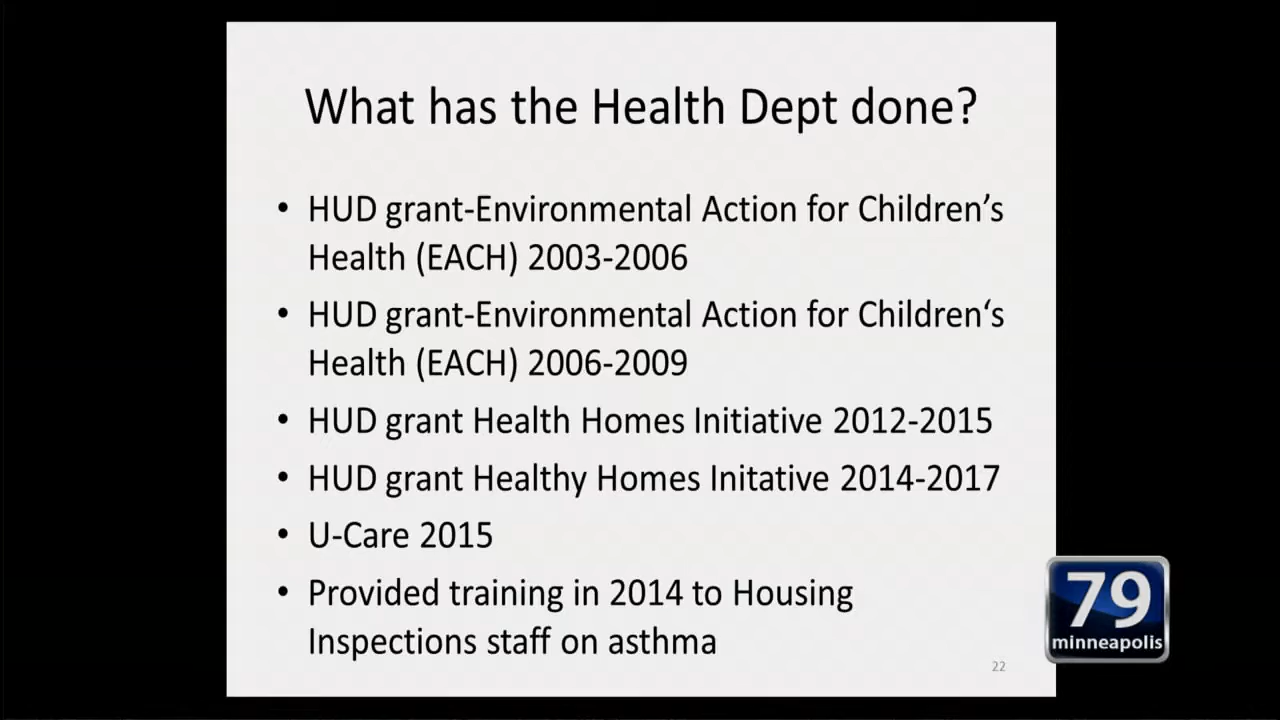 What has the Health Dept done?
• HUD grant-Environmental Action for Children’s
Health (EACH) 2003-2006
• HUD grant-Environmental Action for Children‘s
Health (EACH) 2006-2009
• HUD grant Health Homes Initiative 2012-2015
• HUD grant Healthy Homes Initative 2014-2017
• U-Care 2015
• Provided training in 2014 to Housing
Inspections staff on asthma
22
79
minneapolis